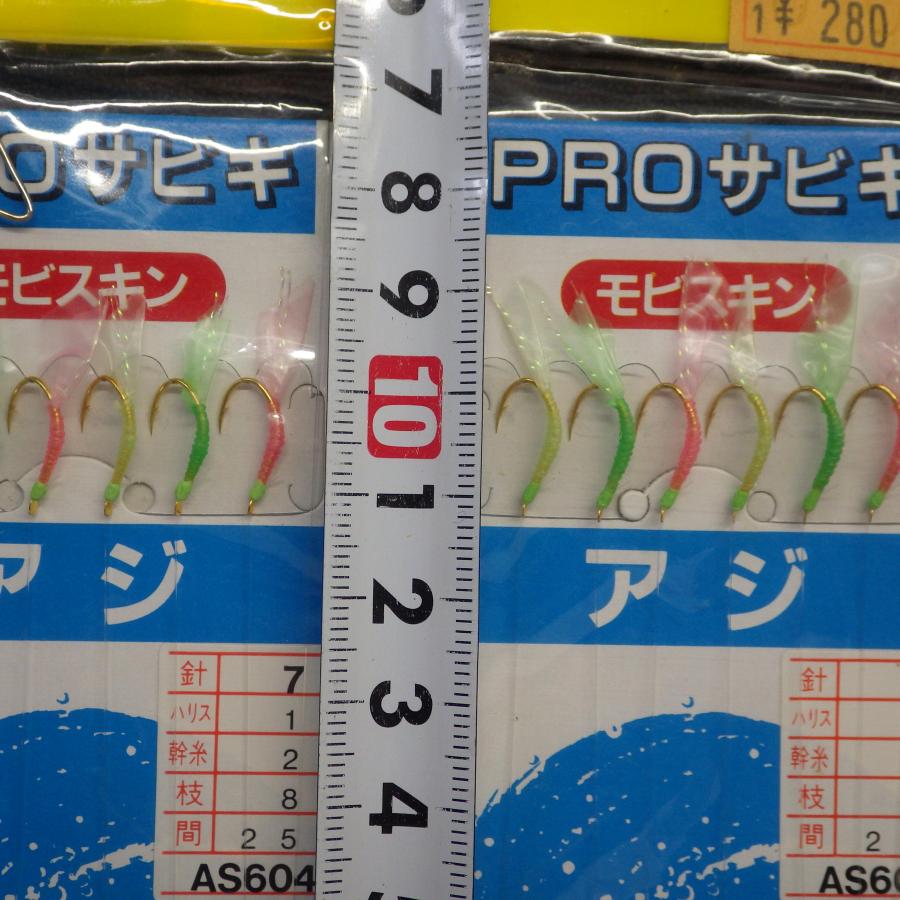 1¥ 280
ROサビキ
PROサビキ
モビスキン
モビスキン
7
8
9
10
1
2
3
4
5
アジ
アジ
針 7
ハリス 1
幹糸 2
枝 8
間 2 5
AS604
針
ハリス
幹糸
枝
間 2
AS60